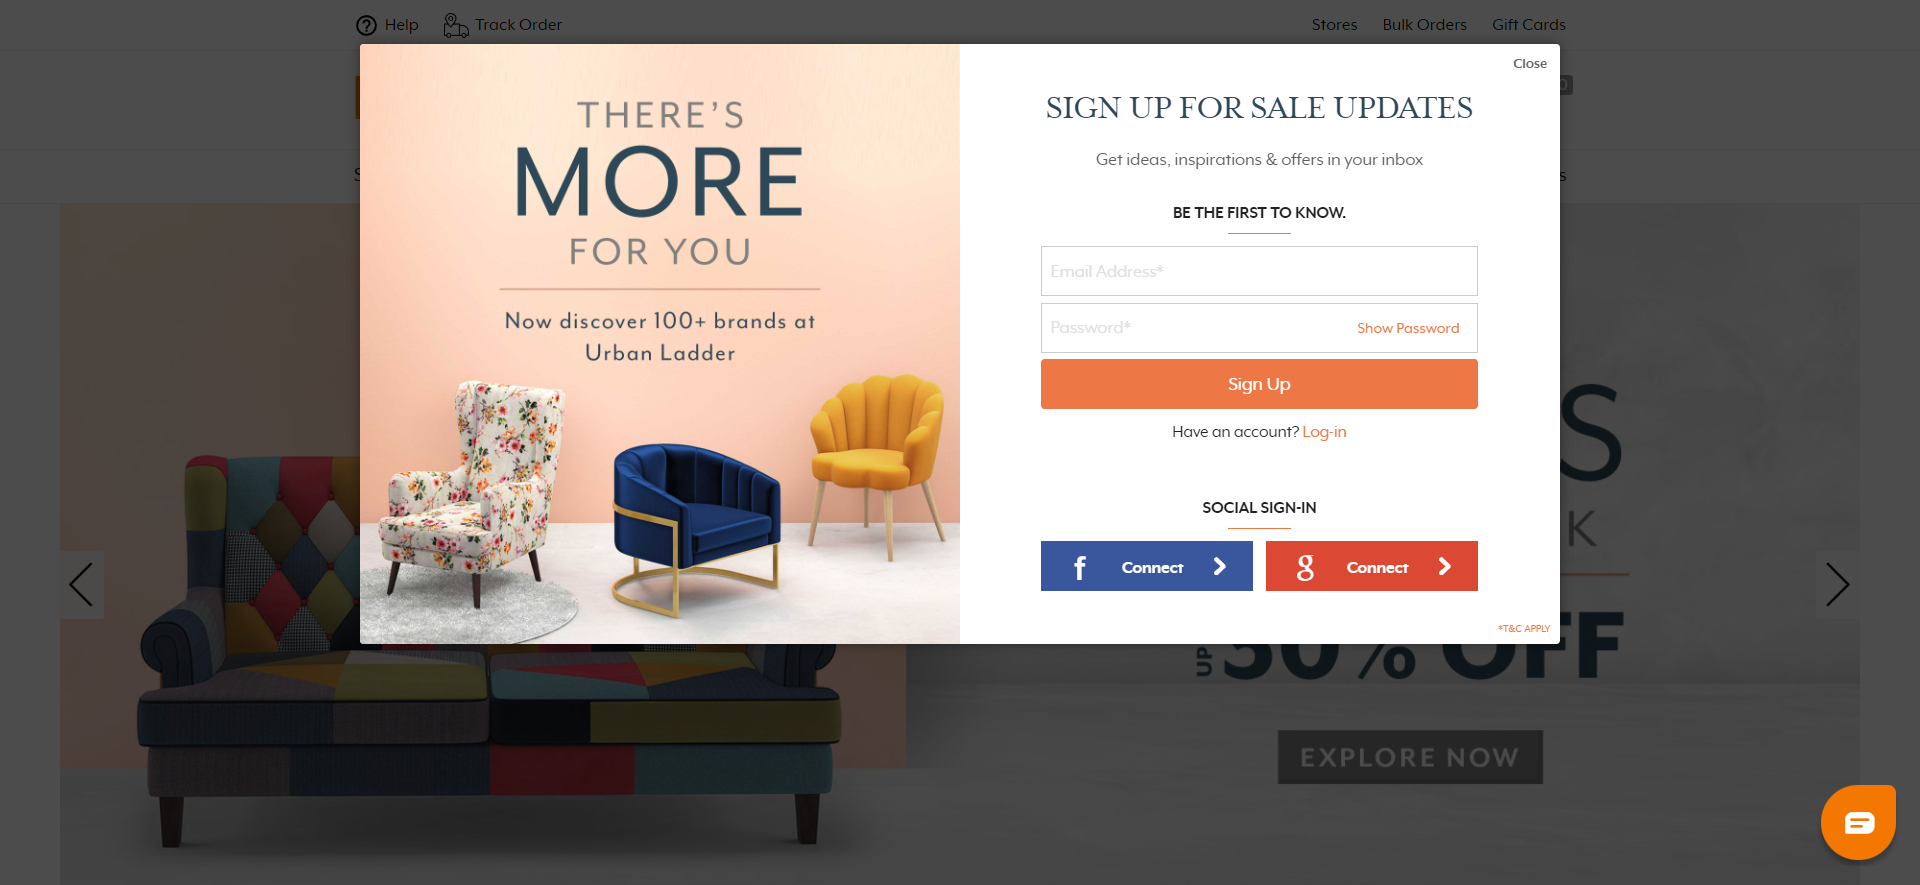 Help
Track Order
Stores
Bulk Orders
Gift Cards
Close
THERE'S
MORE
FOR YOU
Now discover 100+ brands at
Urban Ladder
SIGN UP FOR SALE UPDATES
Get ideas, inspirations & offers in your inbox
BE THE FIRST TO KNOW.
Email Address*
Password*
Show Password
Sign Up
Have an account? Log-in
SOCIAL SIGN-IN
f Connect
g Connect
*T&C APPLY
UP
50% OFF
EXPLORE NOW